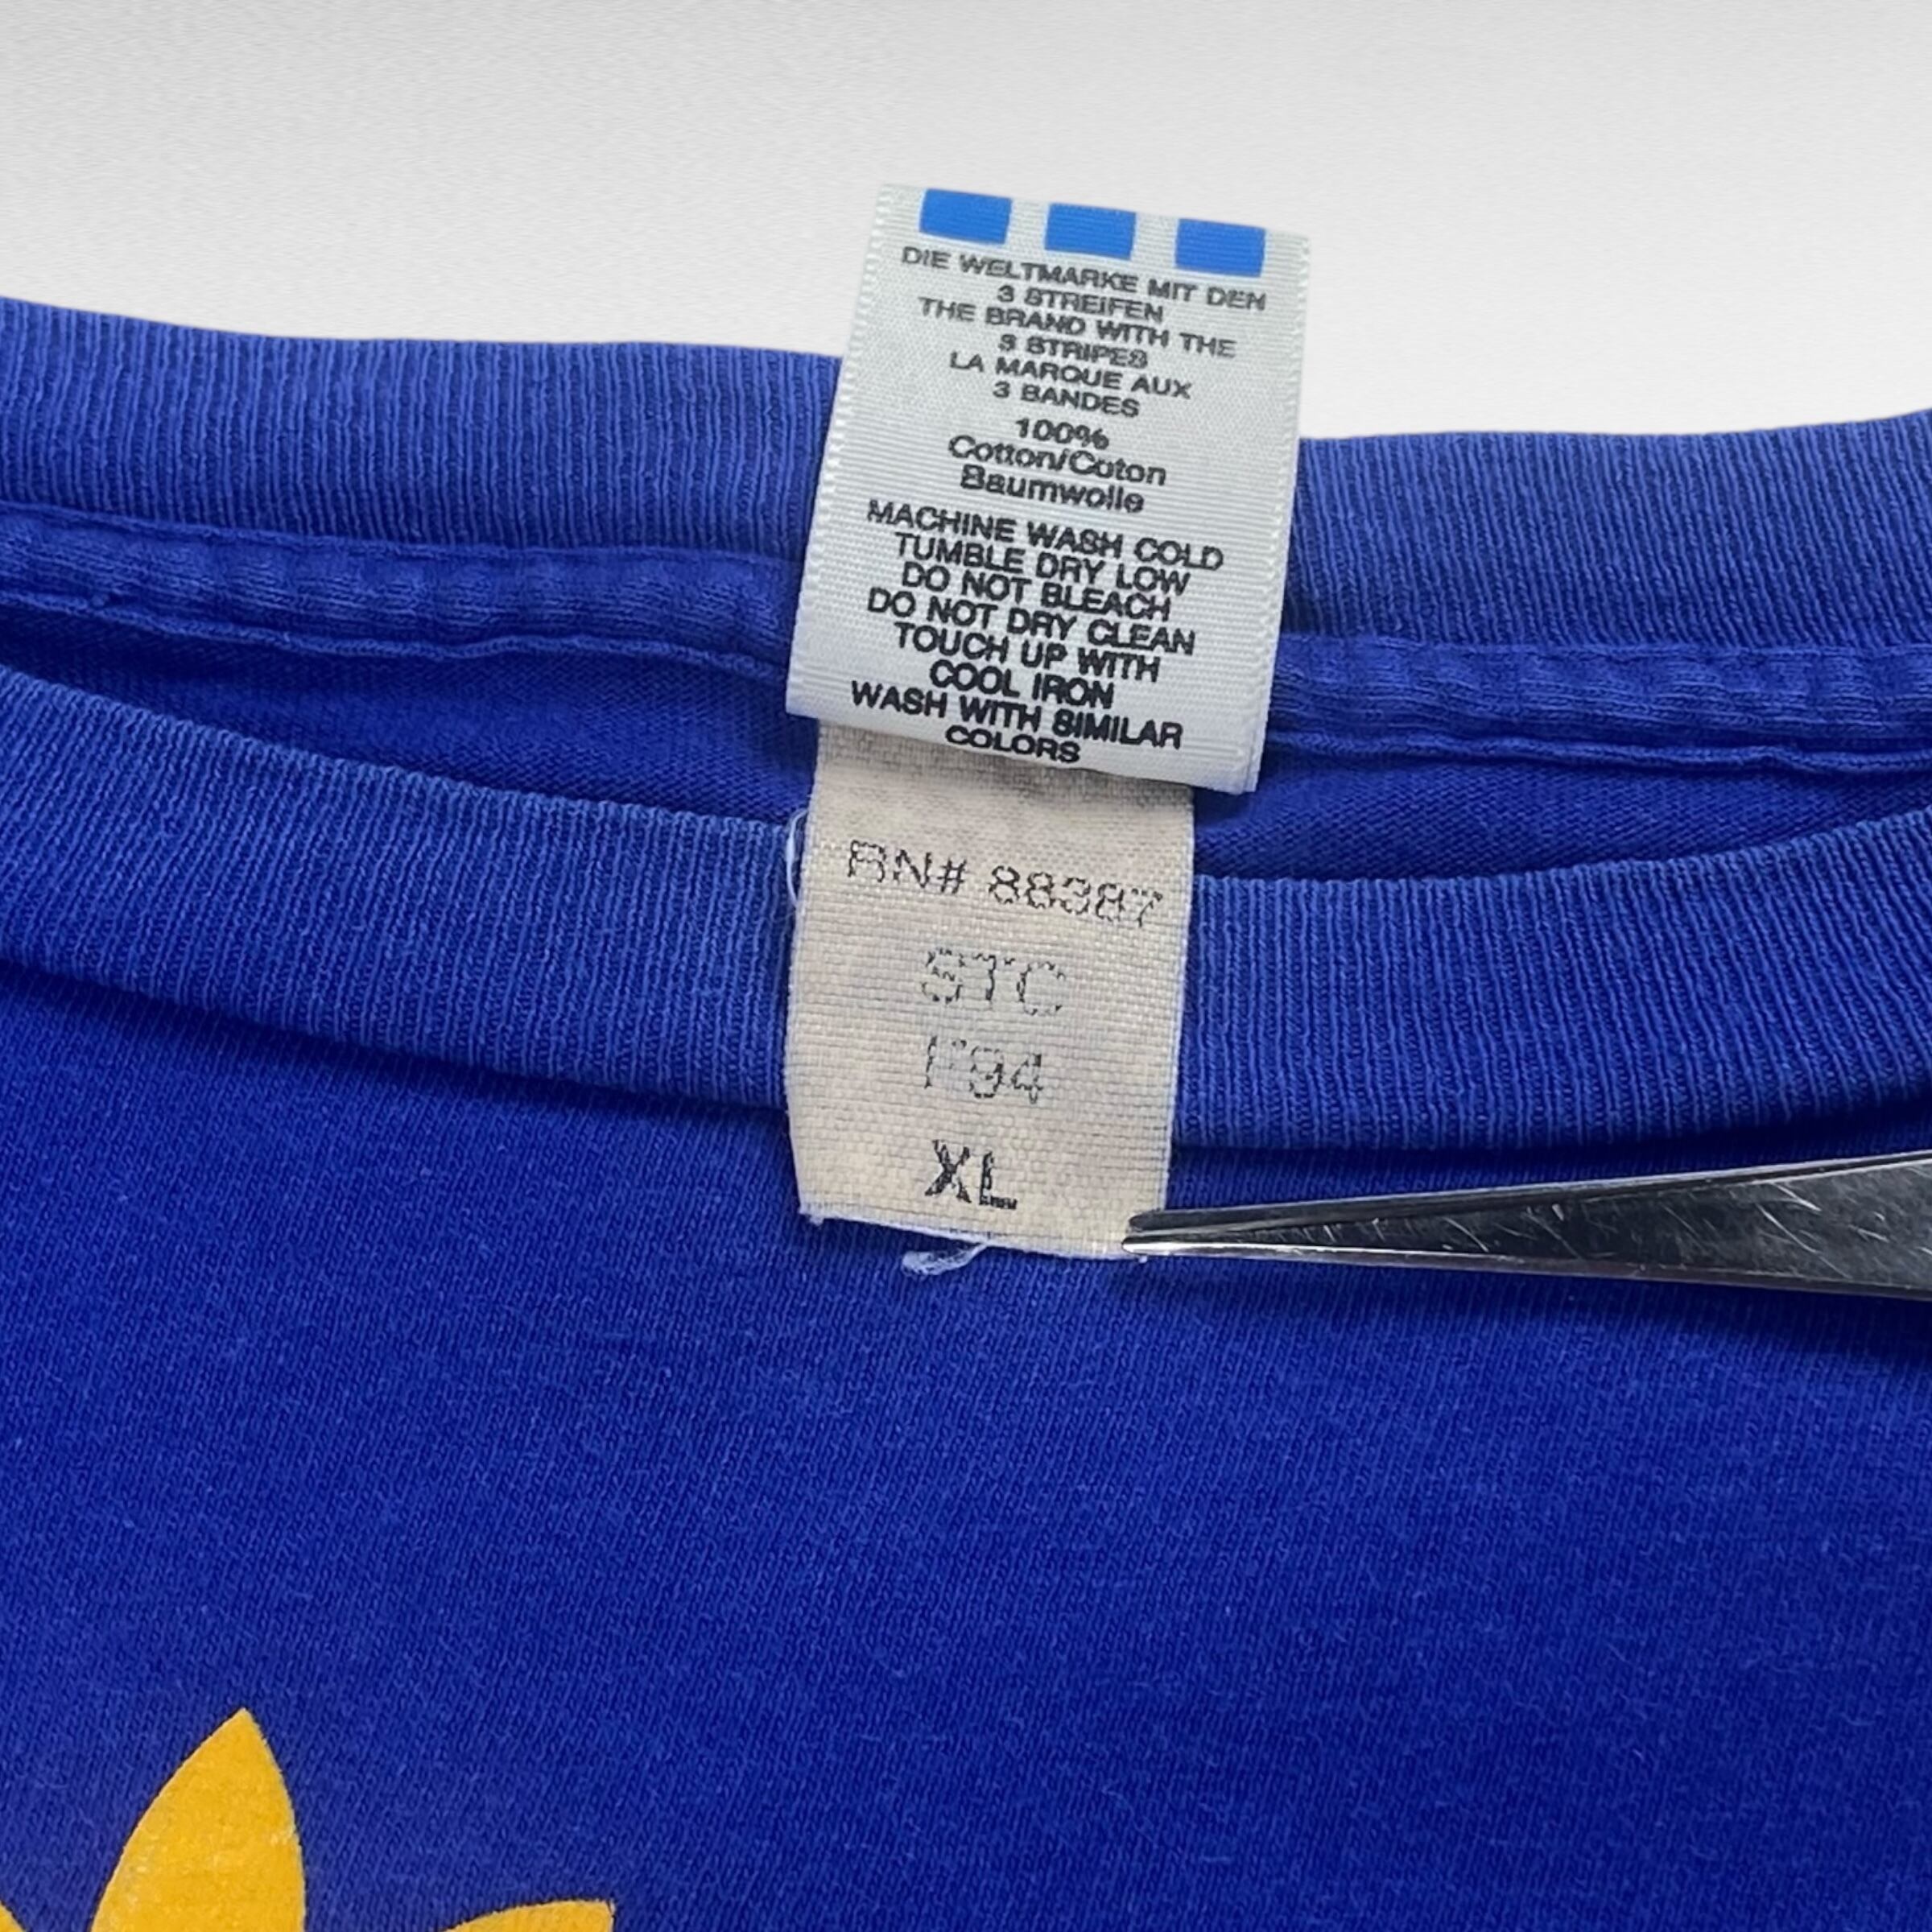 DIE WELTMARKE MIT DEN
3 STREIFEN
THE BRAND WITH THE
3 STRIPES
LA MARQUE AUX
3 BANDES
100%
Cotton/Coton
Baumwolle
MACHINE WASH COLD
TUMBLE DRY LOW
DO NOT BLEACH
DO NOT DRY CLEAN
TOUCH UP WITH
COOL IRON
WASH WITH SIMILAR
COLORS
RN# 88387
STC
F94
XL